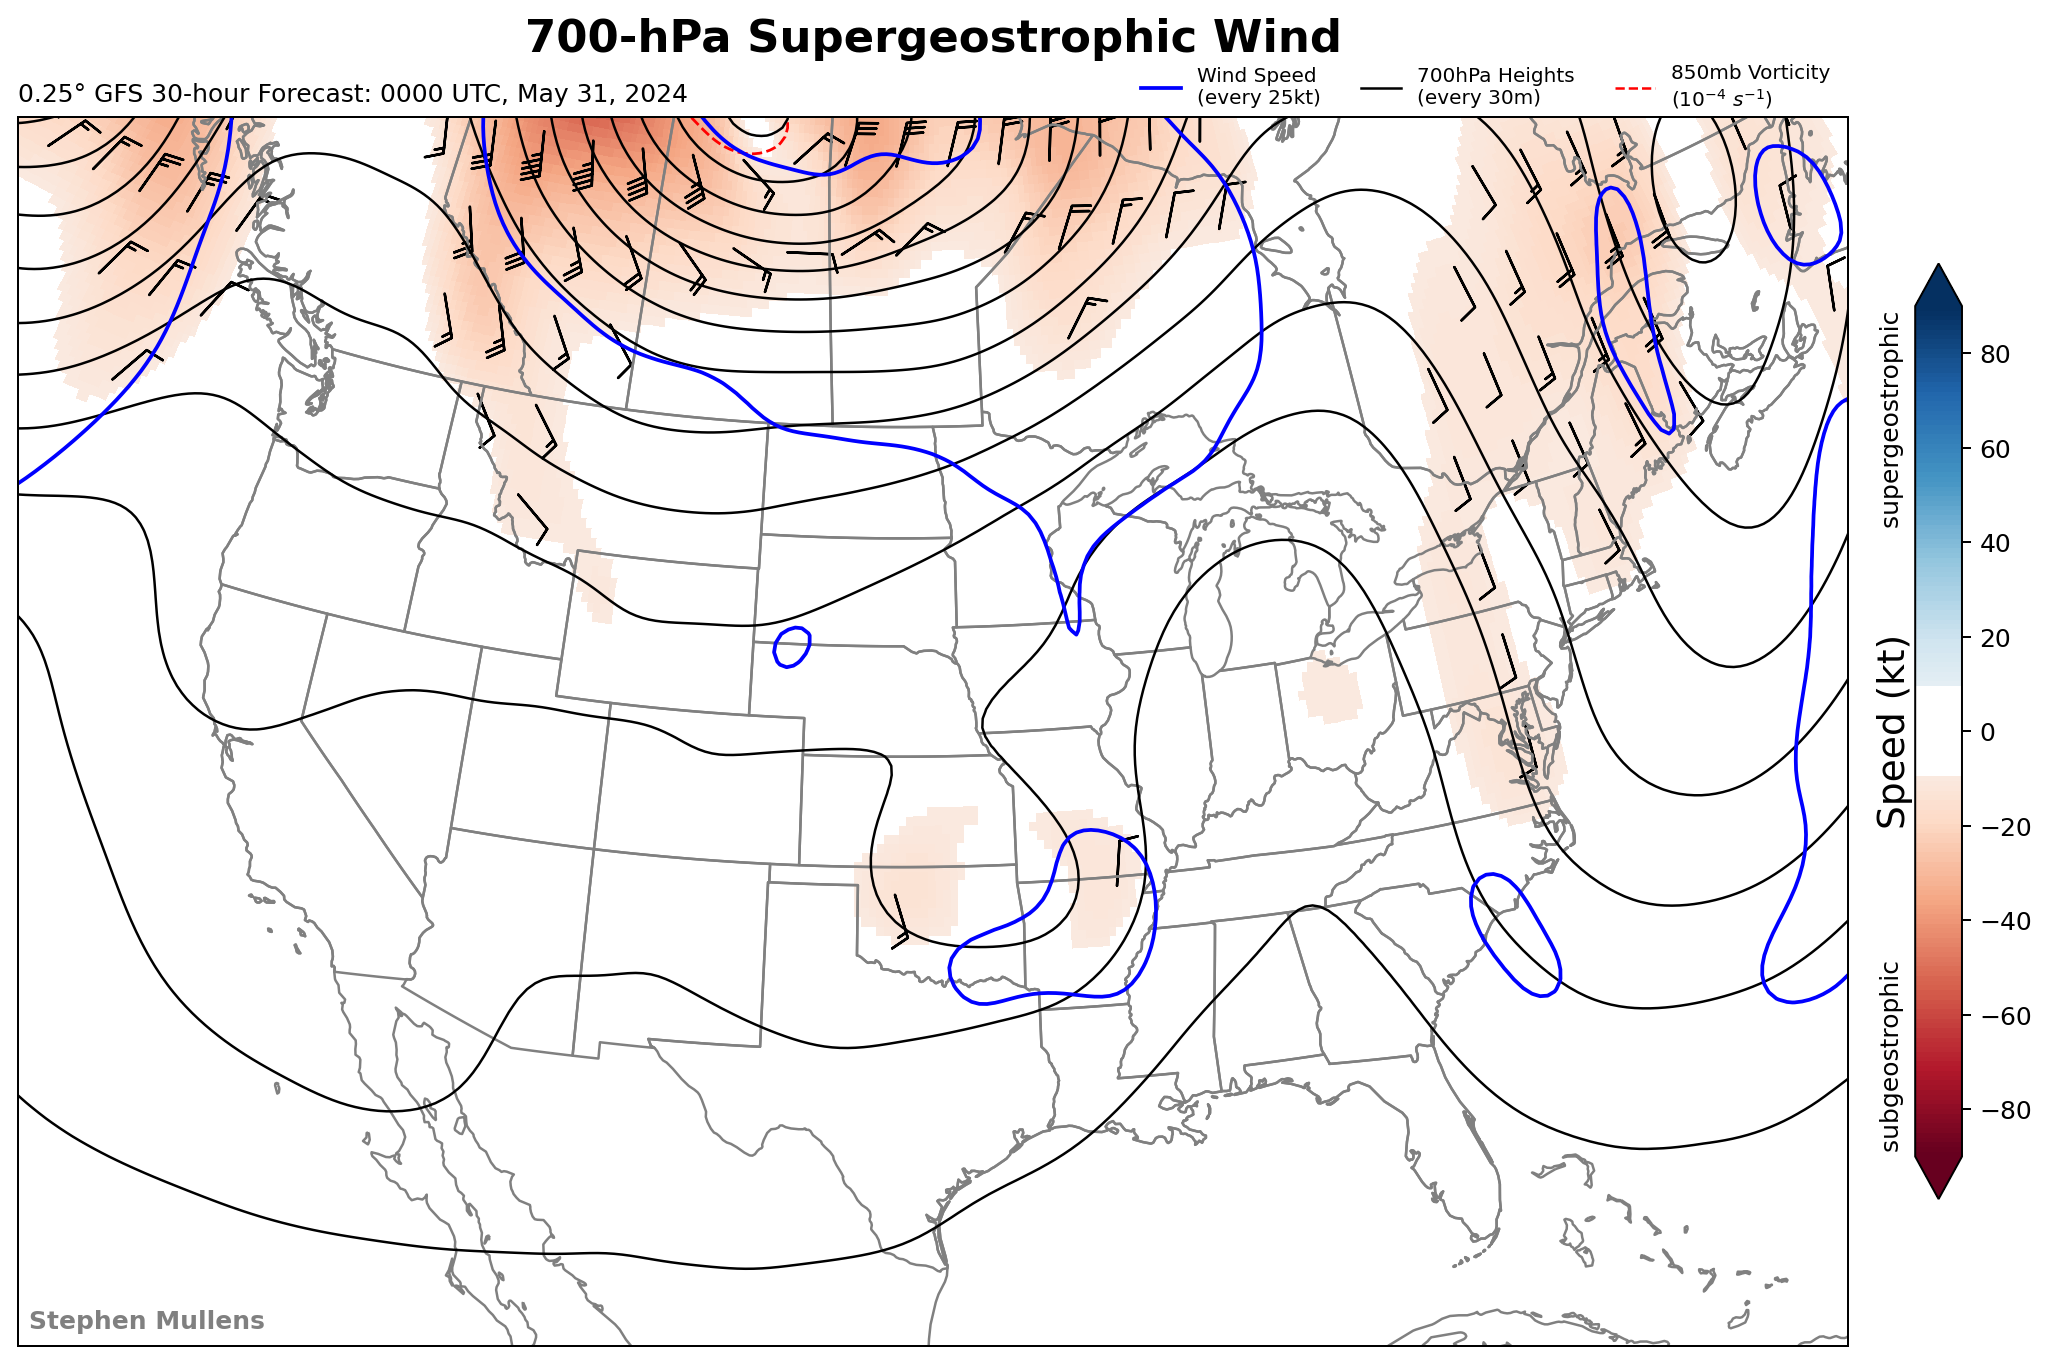 700-hPa Supergeostrophic Wind
0.25° GFS 30-hour Forecast: 0000 UTC, May 31, 2024
Wind Speed
(every 25kt)
700hPa Heights
(every 30m)
850mb Vorticity
(10⁻⁴ s⁻¹)
supergeostrophic
Speed (kt)
subgeostrophic
80
60
40
20
0
−20
−40
−60
−80
Stephen Mullens